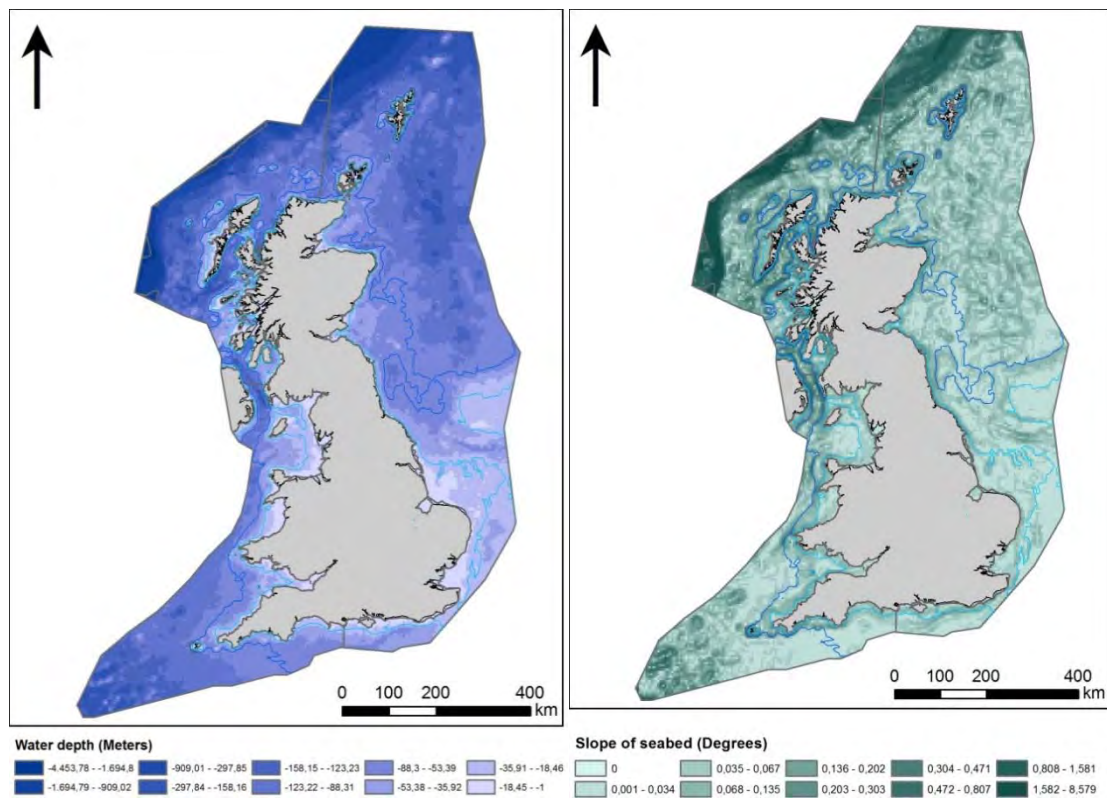 0 100 200 400
km
0 100 200 400
km
Water depth (Meters)
-4.453,78 - -1.694,8 -909,01 - -297,85 -158,15 - -123,23 -88,3 - -53,39 -35,91 - -18,46
-1.694,79 - -909,02 -297,84 - -158,16 -123,22 - -88,31 -53,38 - -35,92 -18,45 - -1
Slope of seabed (Degrees)
0 0,035 - 0,067 0,136 - 0,202 0,304 - 0,471 0,808 - 1,581
0,001 - 0,034 0,068 - 0,135 0,203 - 0,303 0,472 - 0,807 1,582 - 8,579